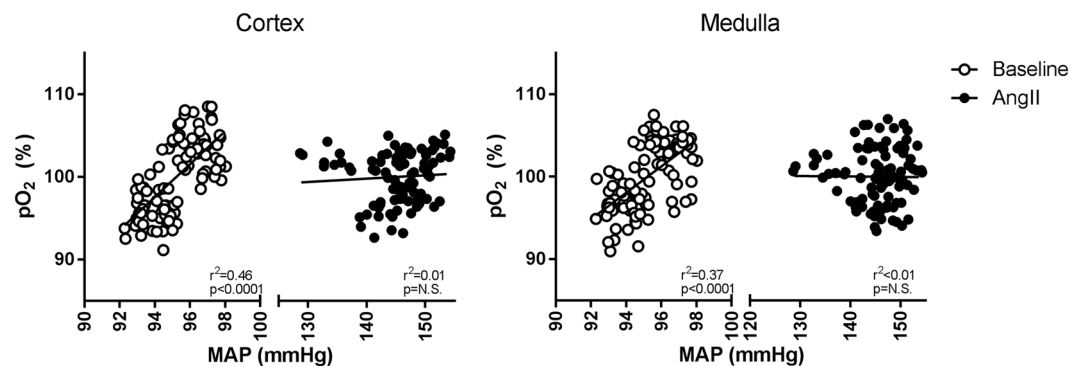 Cortex
Medulla
Baseline
AngII
pO2 (%)
110
100
90
r2=0.46
p<0.0001
r2=0.01
p=N.S.
90
92
94
96
98
100
130
140
150
MAP (mmHg)
pO2 (%)
110
100
90
r2=0.37
p<0.0001
r2<0.01
p=N.S.
90
92
94
96
98
100
120
130
140
150
MAP (mmHg)